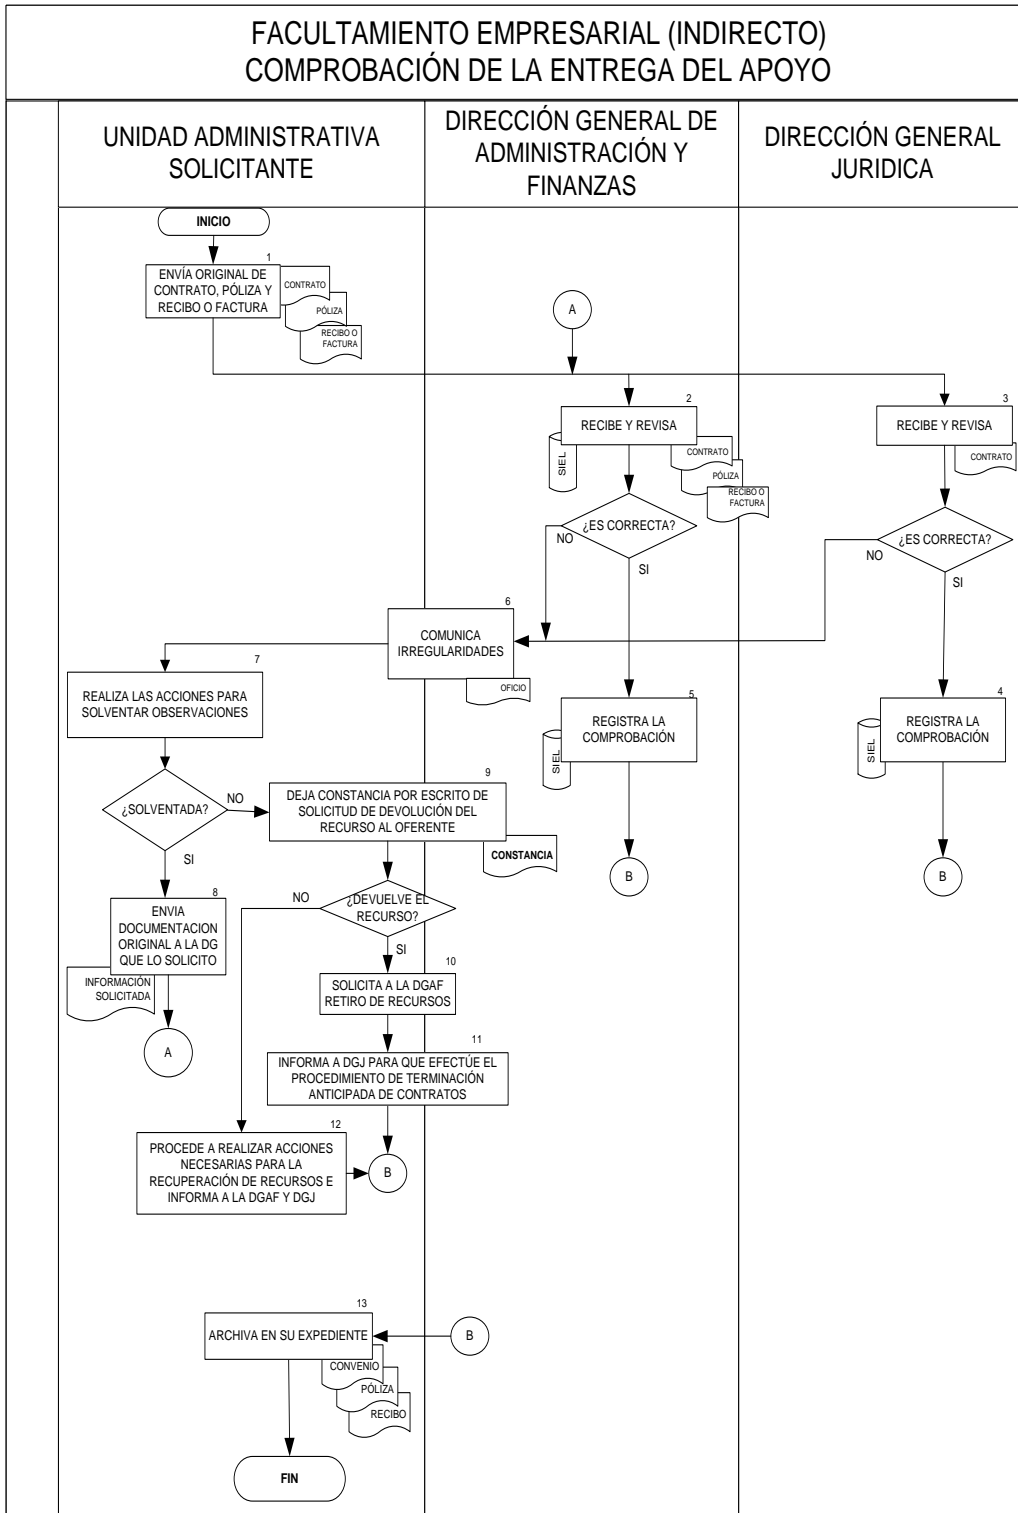 FACULTAMIENTO EMPRESARIAL (INDIRECTO)
COMPROBACIÓN DE LA ENTREGA DEL APOYO
UNIDAD ADMINISTRATIVA
SOLICITANTE
DIRECCIÓN GENERAL DE
ADMINISTRACIÓN Y
FINANZAS
DIRECCIÓN GENERAL
JURIDICA
INICIO
1
ENVÍA ORIGINAL DE
CONTRATO, PÓLIZA Y
RECIBO O FACTURA
CONTRATO
PÓLIZA
RECIBO O
FACTURA
A
2
RECIBE Y REVISA
SIEL
CONTRATO
PÓLIZA
RECIBO O
FACTURA
3
RECIBE Y REVISA
CONTRATO
¿ES CORRECTA?
NO
SI
¿ES CORRECTA?
NO
SI
6
COMUNICA
IRREGULARIDADES
OFICIO
7
REALIZA LAS ACCIONES PARA
SOLVENTAR OBSERVACIONES
5
REGISTRA LA
COMPROBACIÓN
SIEL
4
REGISTRA LA
COMPROBACIÓN
SIEL
¿SOLVENTADA?
NO
SI
9
DEJA CONSTANCIA POR ESCRITO DE
SOLICITUD DE DEVOLUCIÓN DEL
RECURSO AL OFERENTE
CONSTANCIA
B
B
8
ENVIA
DOCUMENTACION
ORIGINAL A LA DG
QUE LO SOLICITO
INFORMACIÓN
SOLICITADA
A
¿DEVUELVE EL
RECURSO?
NO
SI
10
SOLICITA A LA DGAF
RETIRO DE RECURSOS
11
INFORMA A DGJ PARA QUE EFECTÚE EL
PROCEDIMIENTO DE TERMINACIÓN
ANTICIPADA DE CONTRATOS
12
PROCEDE A REALIZAR ACCIONES
NECESARIAS PARA LA
RECUPERACIÓN DE RECURSOS E
INFORMA A LA DGAF Y DGJ
B
13
ARCHIVA EN SU EXPEDIENTE
B
CONVENIO
PÓLIZA
RECIBO
FIN